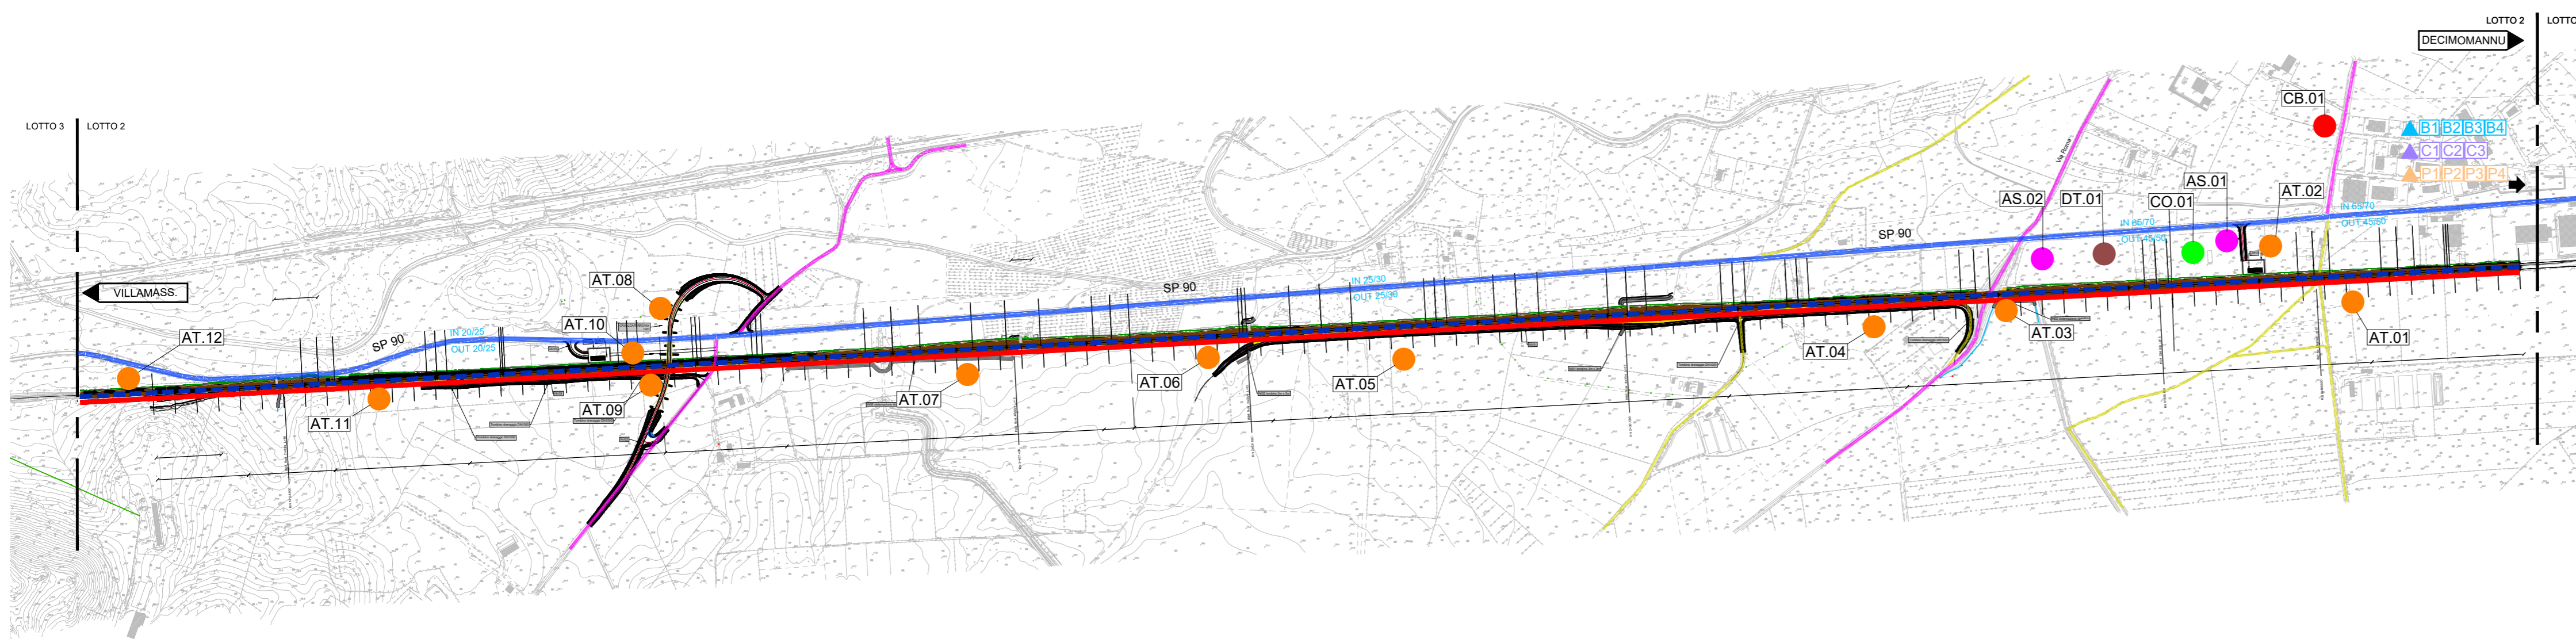 LOTTO 2
LOTTO
DECIMOMANNU
LOTTO 3
LOTTO 2
CB.01
B1 B2 B3 B4
C1 C2 C3
P1 P2 P3 P4
Via Roma
AS.02
DT.01
CO.01
AS.01
AT.02
IN 65/70
OUT 45/50
IN 65/70
OUT 45/50
SP 90
VILLAMASS.
AT.08
AT.10
SP 90
IN 25/30
OUT 25/30
AT.12
SP 90
IN 20/25
OUT 20/25
AT.11
AT.09
AT.07
AT.06
AT.05
AT.04
AT.03
AT.01